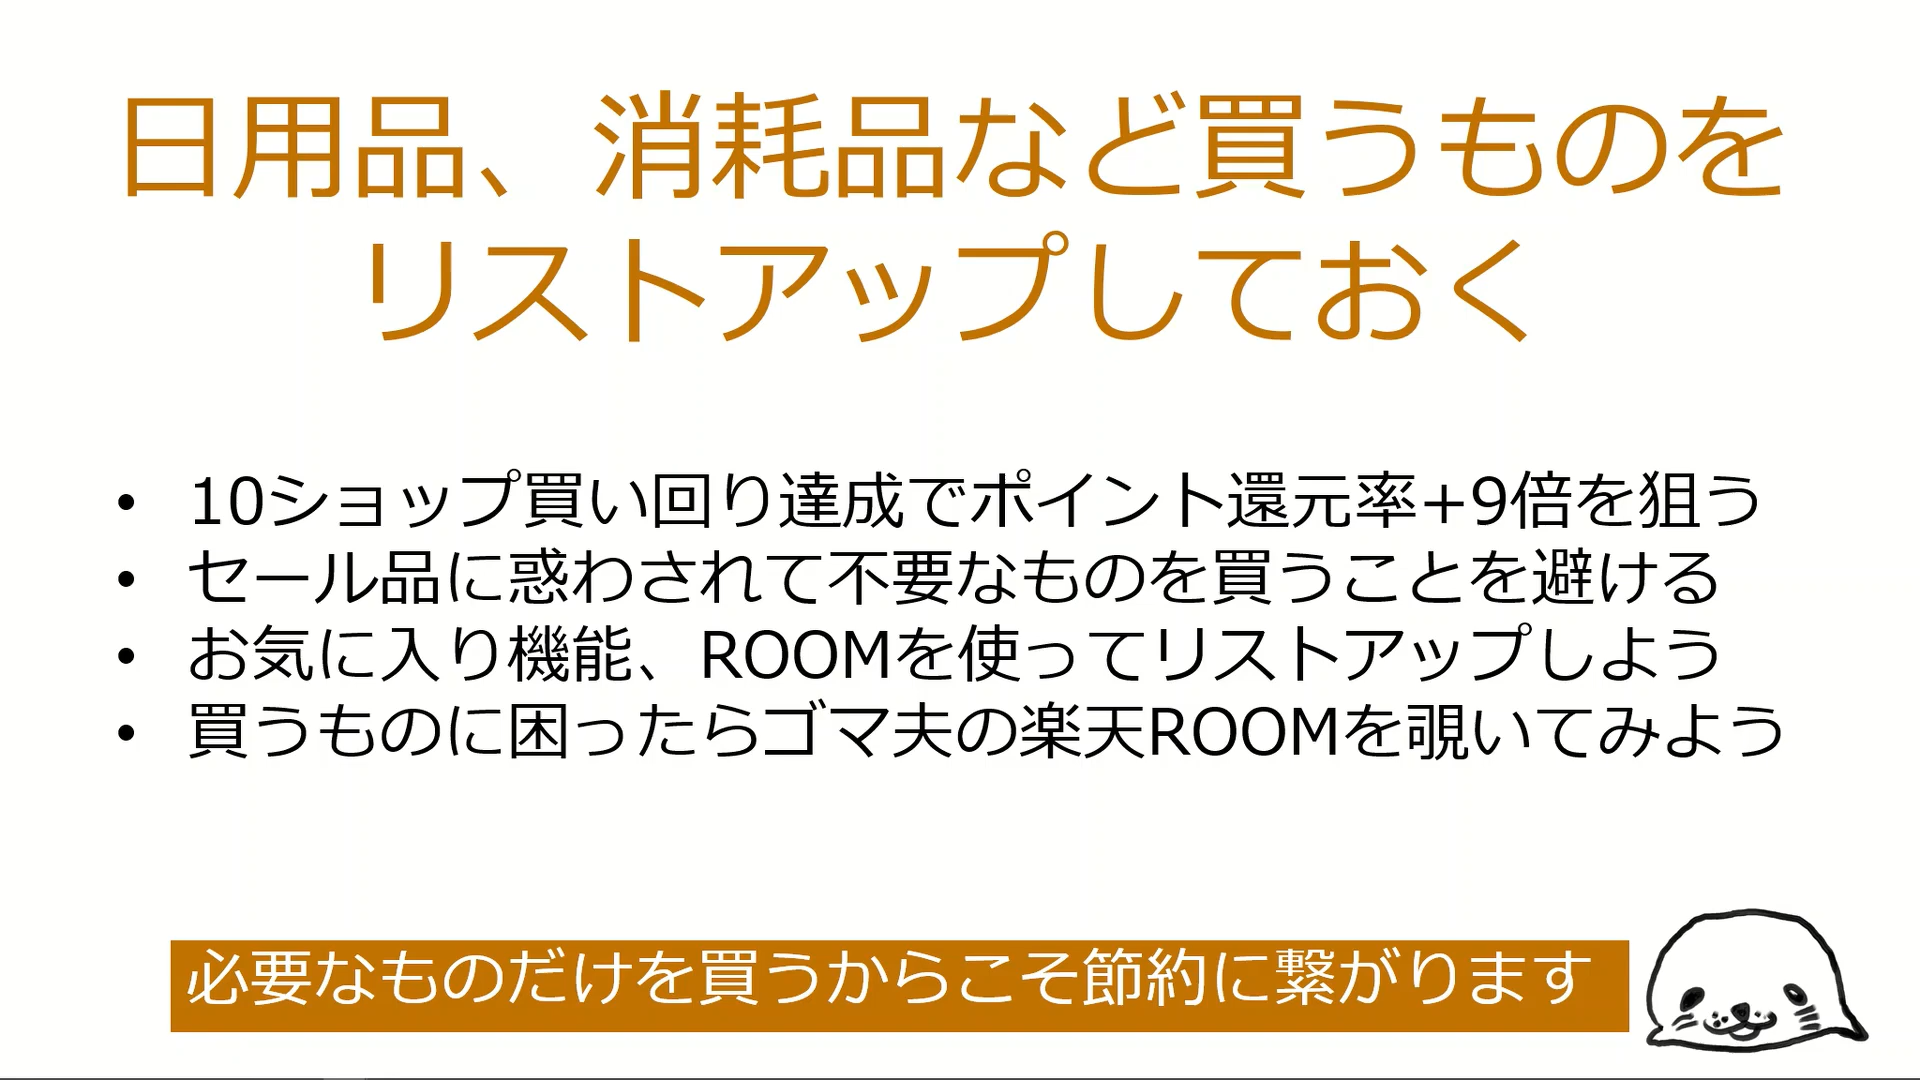 日用品、消耗品など買うものを
リストアップしておく
• 10ショップ買い回り達成でポイント還元率+9倍を狙う
• セール品に惑わされて不要なものを買うことを避ける
• お気に入り機能、ROOMを使ってリストアップしよう
• 買うものに困ったらゴマ夫の楽天ROOMを覗いてみよう
必要なものだけを買うからこそ節約に繋がります